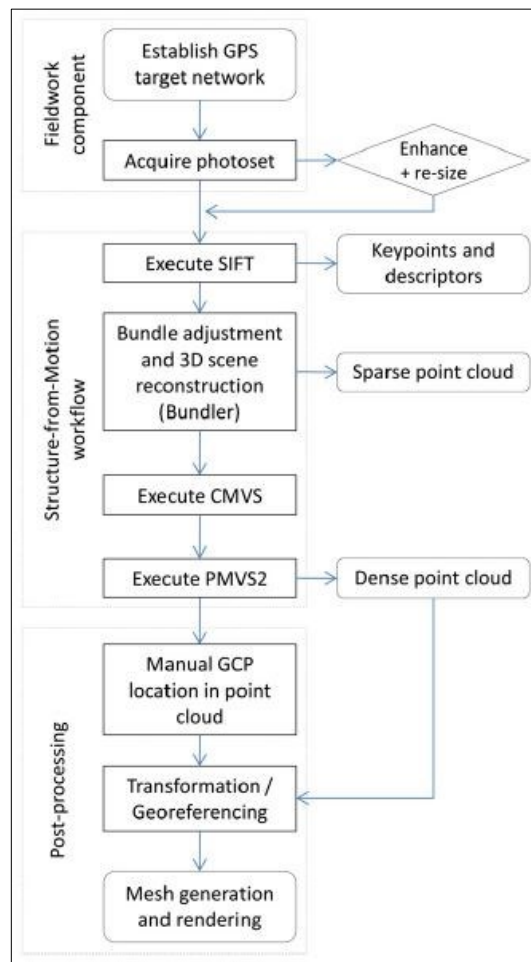 Fieldwork
component
Establish GPS
target network
Acquire photoset
Enhance
+ re-size
Structure-from-Motion
workflow
Execute SIFT
Keypoints and
descriptors
Bundle adjustment
and 3D scene
reconstruction
(Bundler)
Sparse point cloud
Execute CMVS
Execute PMVS2
Dense point cloud
Post-processing
Manual GCP
location in point
cloud
Transformation /
Georeferencing
Mesh generation
and rendering